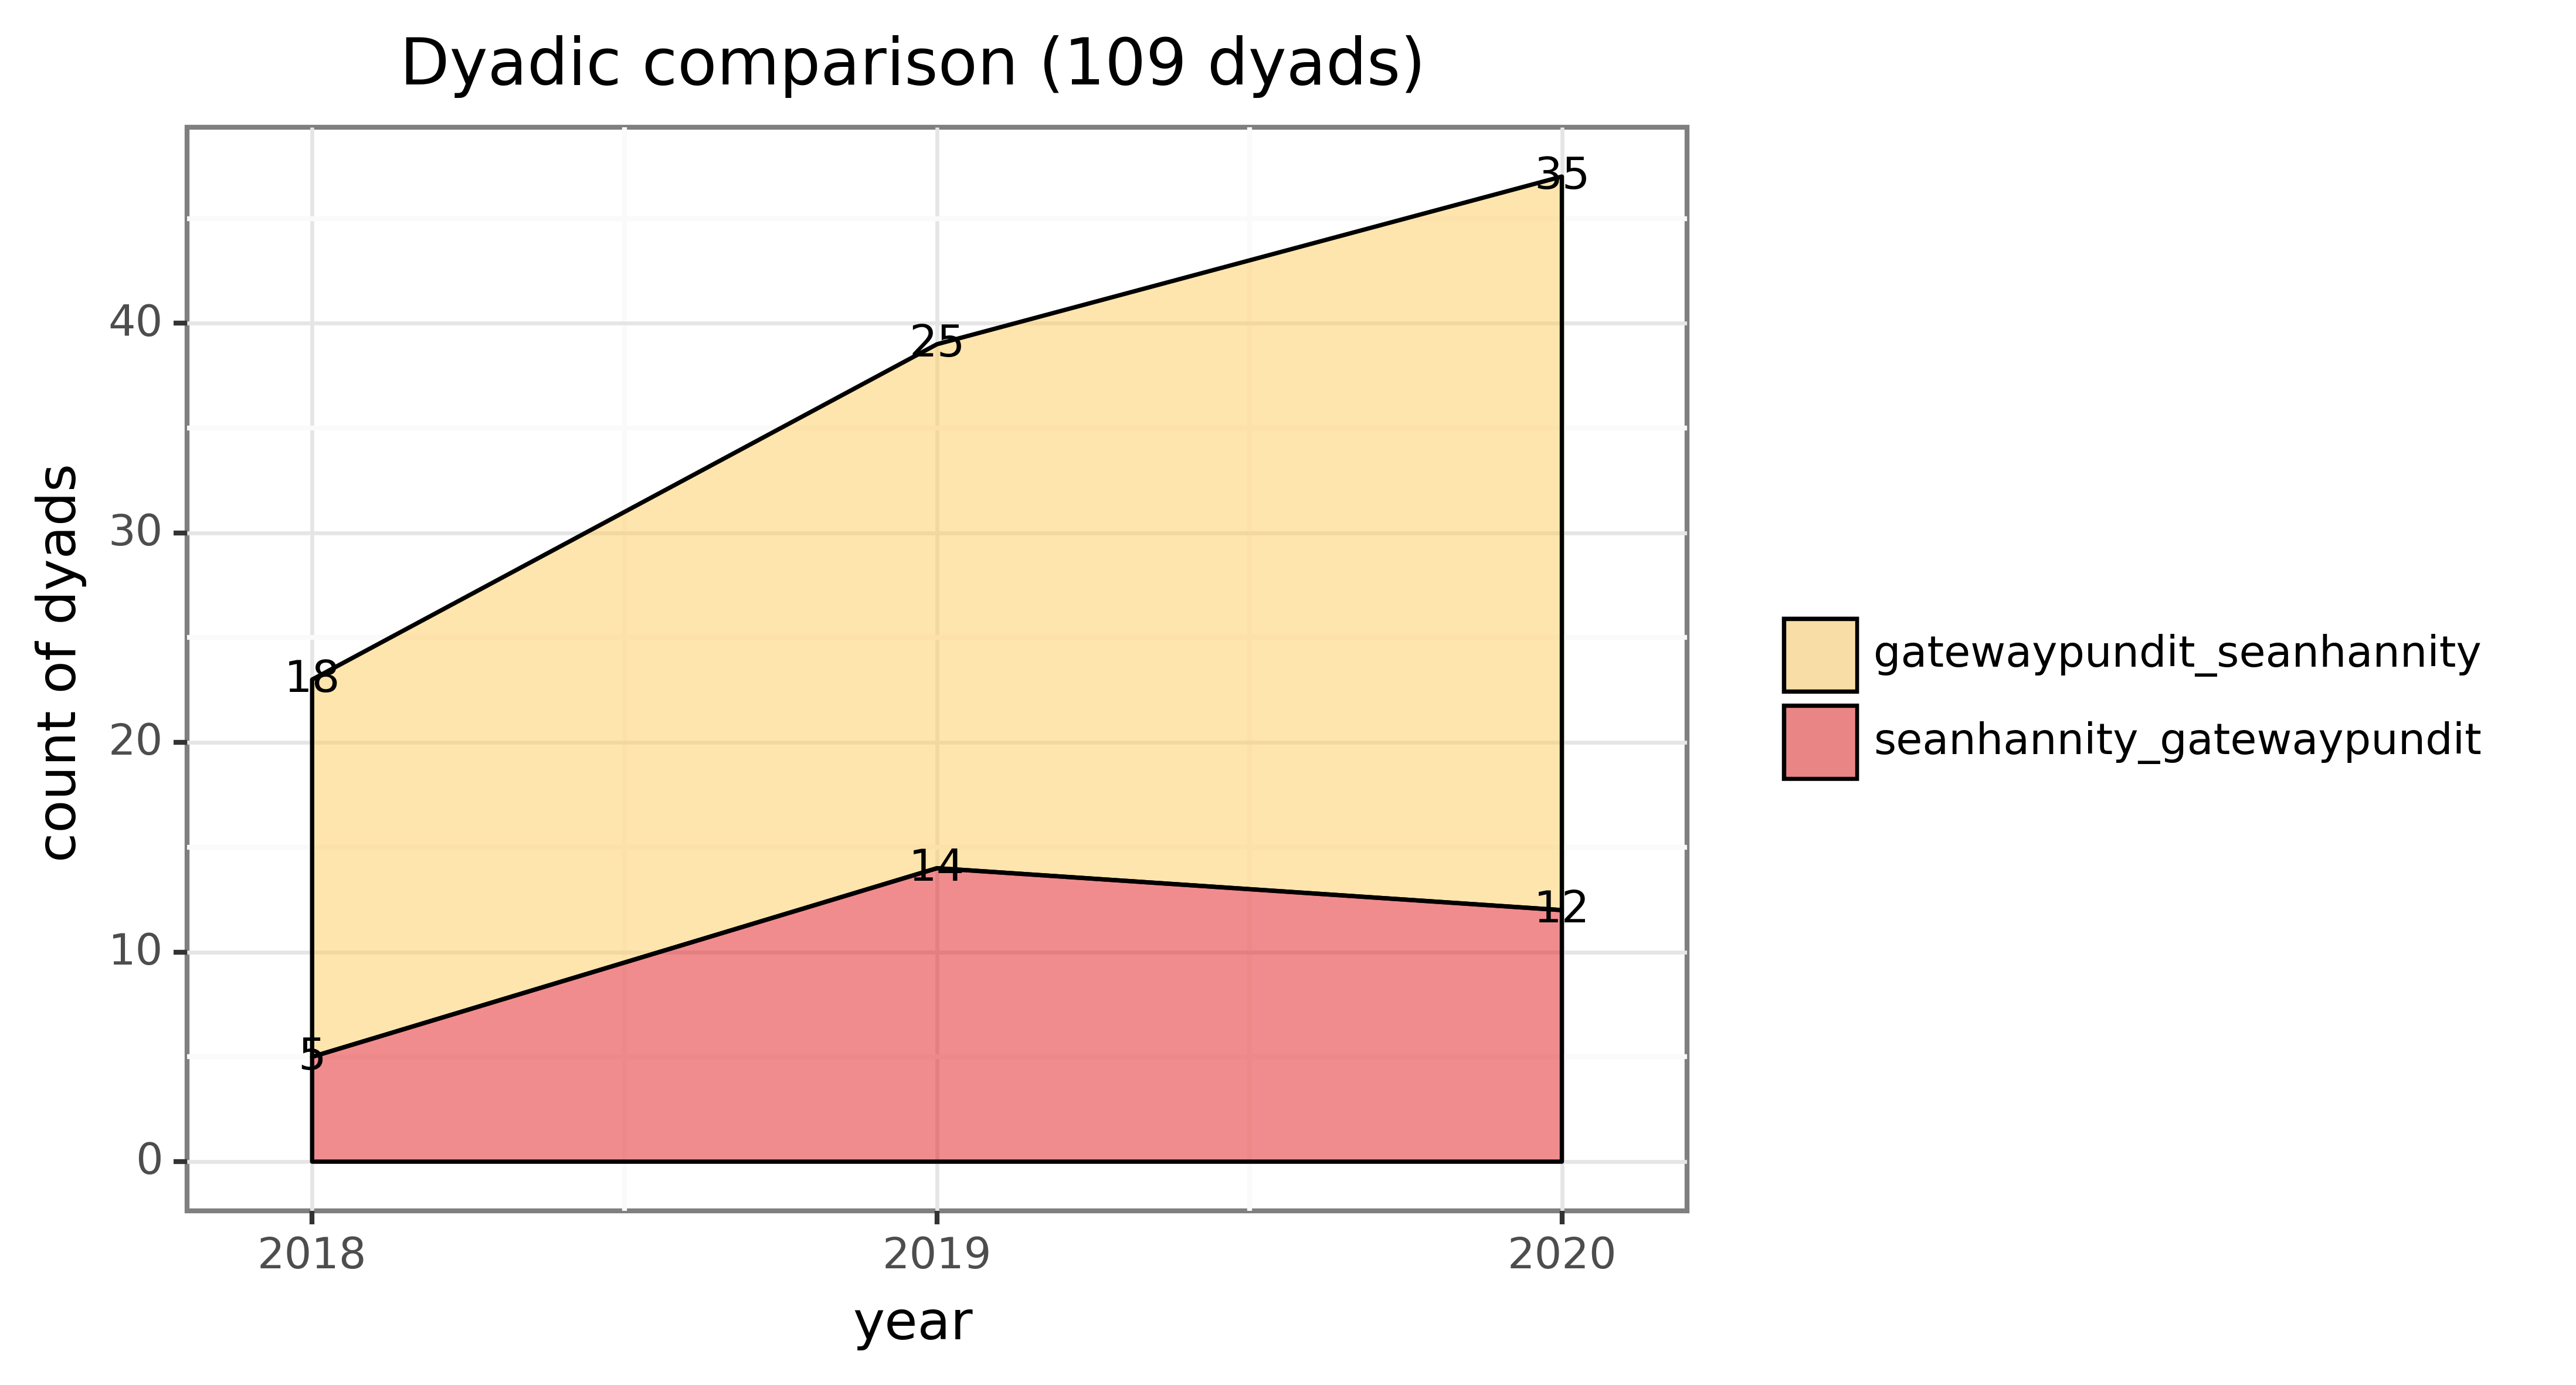 Dyadic comparison (109 dyads)
count of dyads
40
30
20
10
0
35
25
18
14
12
5
2018 2019 2020
year
gatewaypundit_seanhannity
seanhannity_gatewaypundit